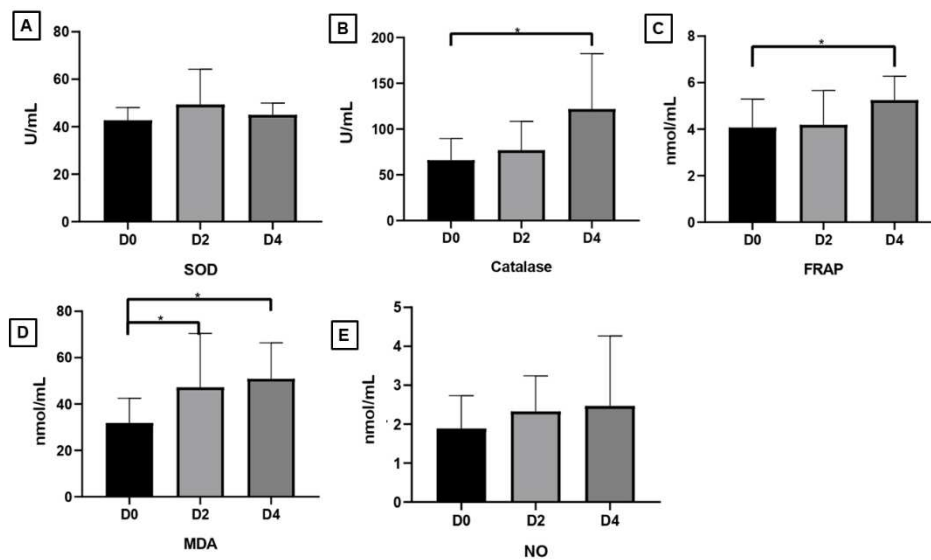 A
80
60
40
20
0
U/mL
D0 D2 D4
SOD
B
*
200
150
100
50
0
U/mL
D0 D2 D4
Catalase
C
*
8
6
4
2
0
nmol/mL
D0 D2 D4
FRAP
D
*
*
80
60
40
20
0
nmol/mL
D0 D2 D4
MDA
E
5
4
3
2
1
0
nmol/mL
D0 D2 D4
NO